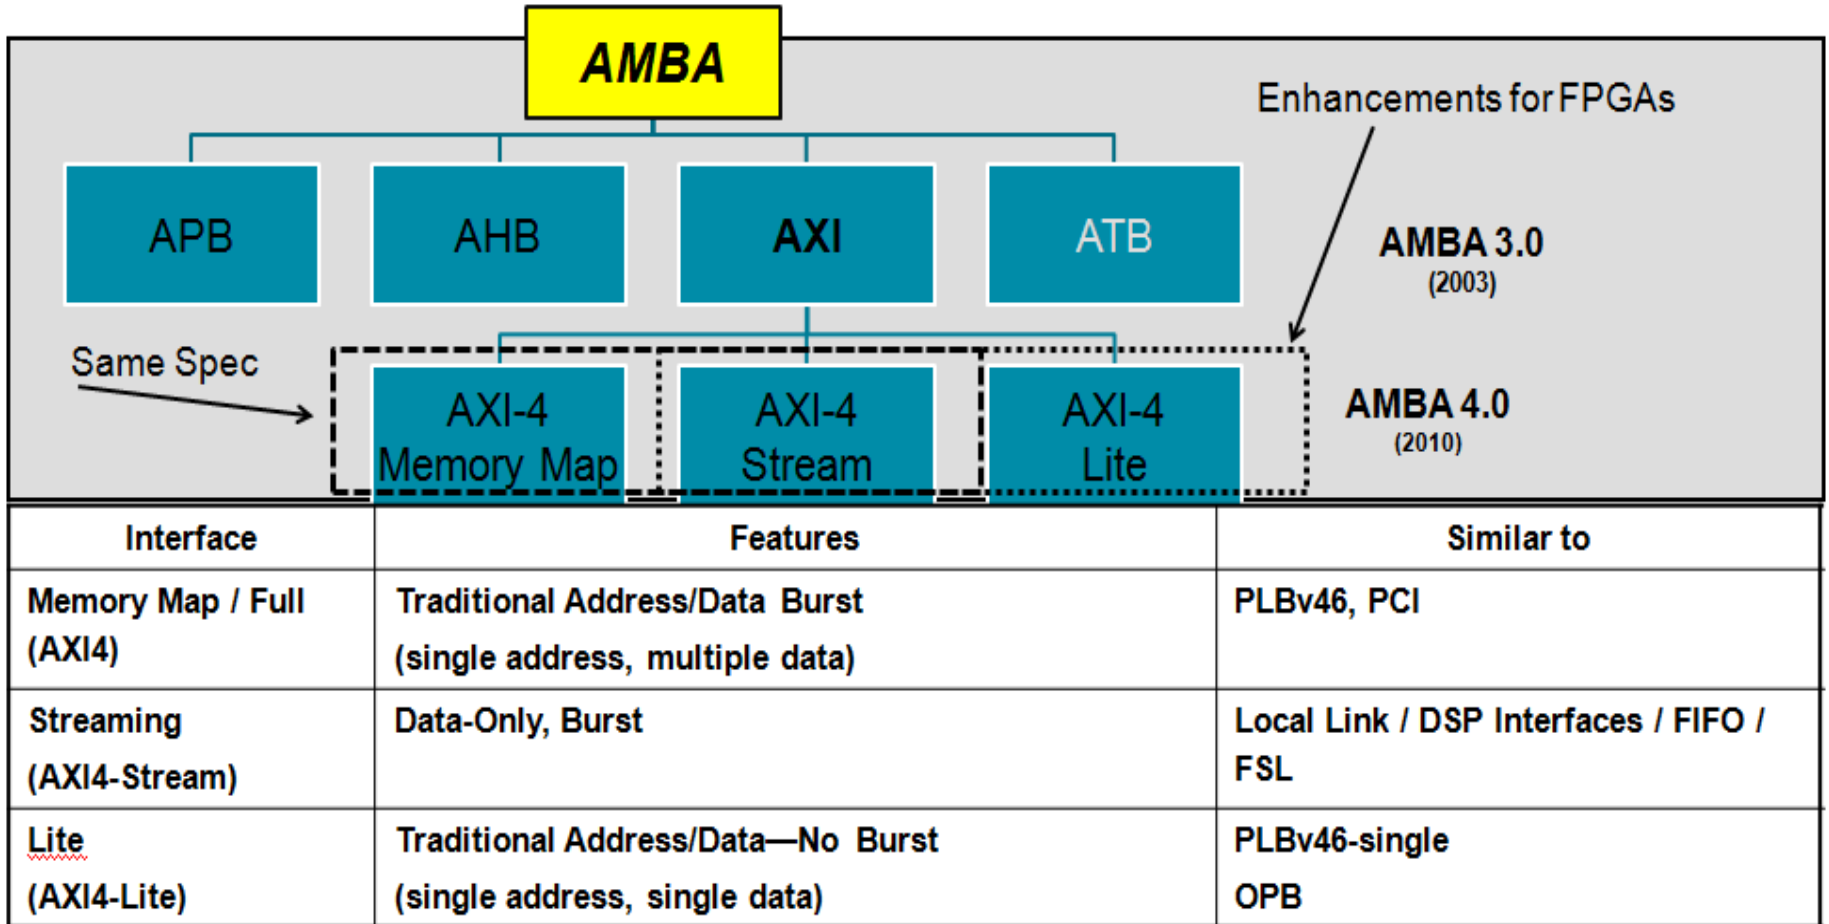 AMBA
Enhancements for FPGAs
APB
AHB
AXI
ATB
AMBA 3.0
(2003)
Same Spec
AXI-4
Memory Map
AXI-4
Stream
AXI-4
Lite
AMBA 4.0
(2010)
Interface
Features
Similar to
Memory Map / Full
(AXI4)
Traditional Address/Data Burst
(single address, multiple data)
PLBv46, PCI
Streaming
(AXI4-Stream)
Data-Only, Burst
Local Link / DSP Interfaces / FIFO /
FSL
Lite
(AXI4-Lite)
Traditional Address/Data—No Burst
(single address, single data)
PLBv46-single
OPB